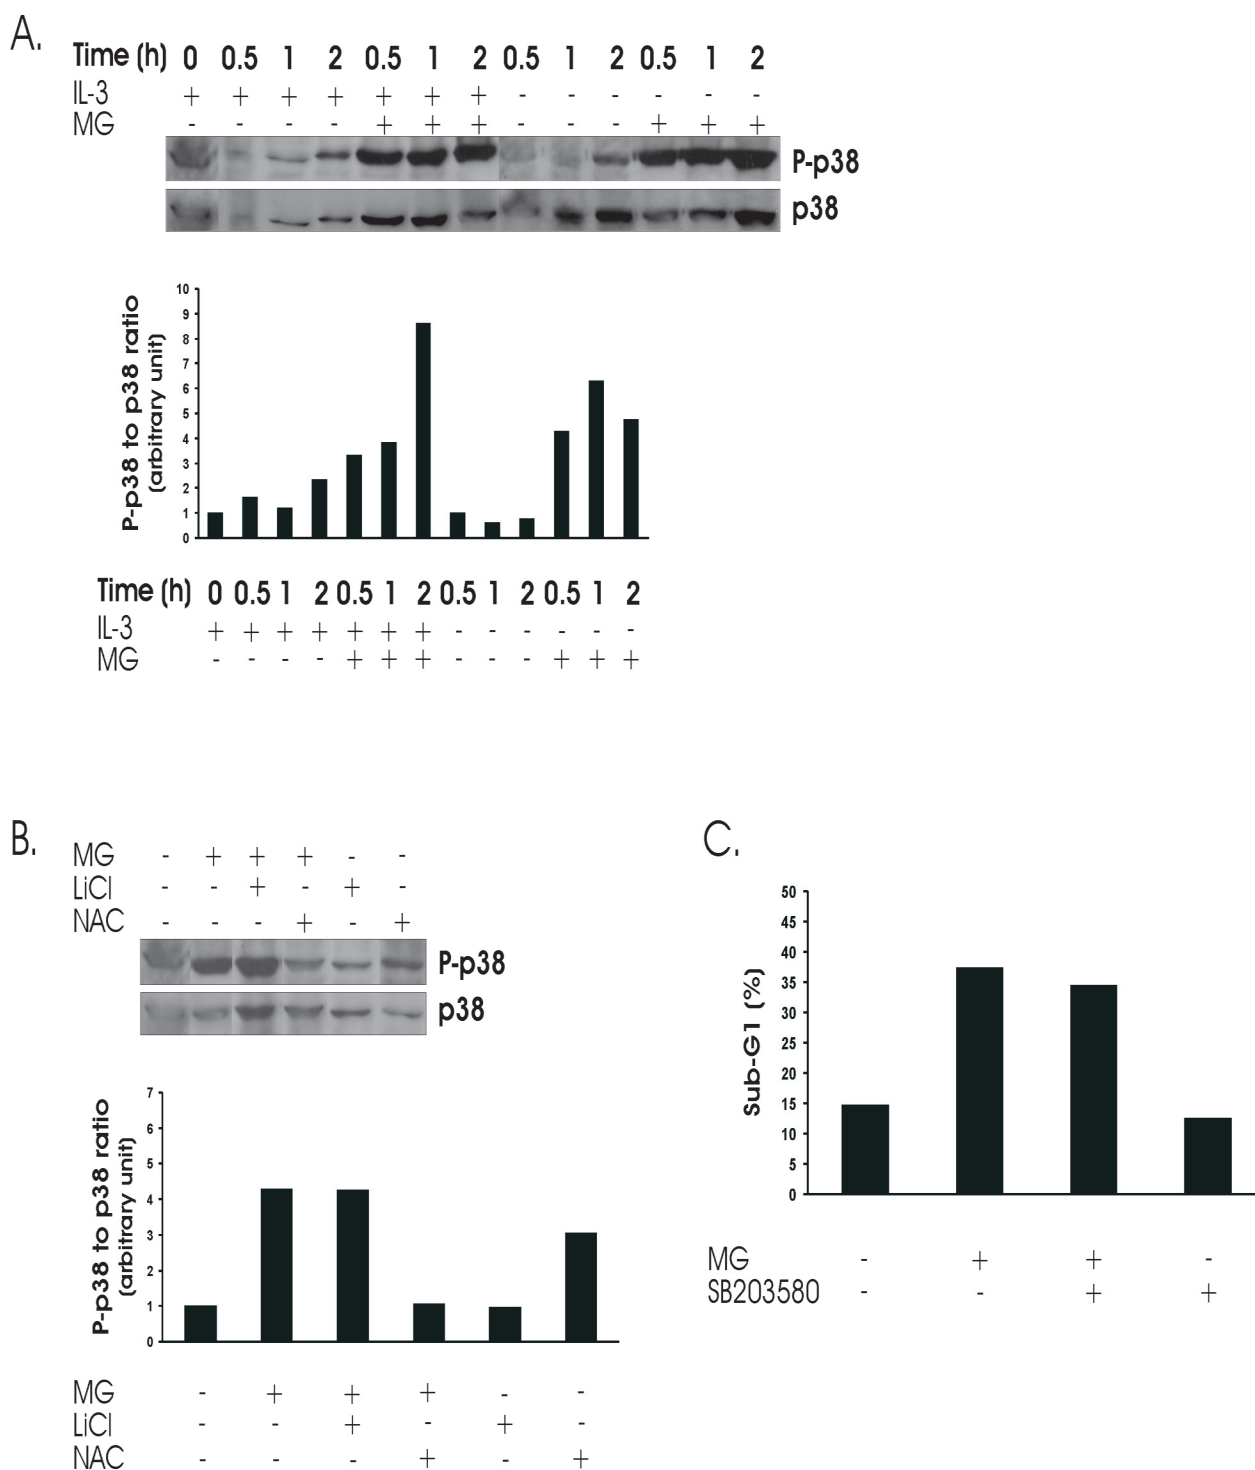 A.
Time (h) 0 0.5 1 2 0.5 1 2 0.5 1 2 0.5 1 2
IL-3 + + + + + + + - - - - - -
MG - - - - + + + - - - + + +
P-p38
p38
P-p38 to p38 ratio
(arbitrary unit)
10
9
8
7
6
5
4
3
2
1
0
Time (h) 0 0.5 1 2 0.5 1 2 0.5 1 2 0.5 1 2
IL-3 + + + + + + + - - - - - -
MG - - - - + + + - - - + + +
B.
MG - + + + - -
LiCl - - + - + -
NAC - - - + - +
P-p38
p38
P-p38 to p38 ratio
(arbitrary unit)
7
6
5
4
3
2
1
0
MG - + + + - -
LiCl - - + - + -
NAC - - - + - +
C.
Sub-G1 (%)
50
45
40
35
30
25
20
15
10
5
0
MG - + + -
SB203580 - - + +